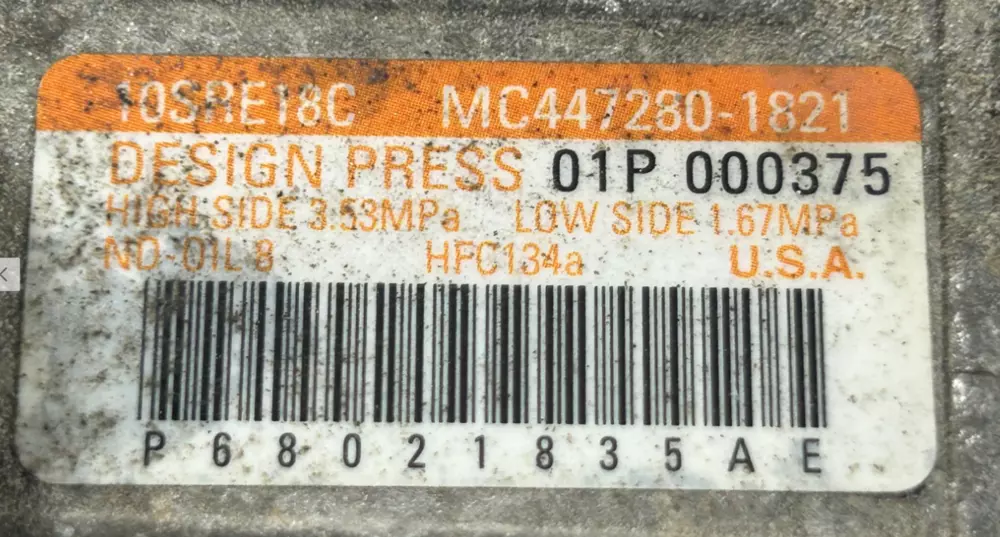 10SRE18C MC447280-1821
DESIGN PRESS 01P 000375
HIGH SIDE 3.53MPa LOW SIDE 1.67MPa
ND-OIL 8 HFC134a U.S.A.
P68021835AE